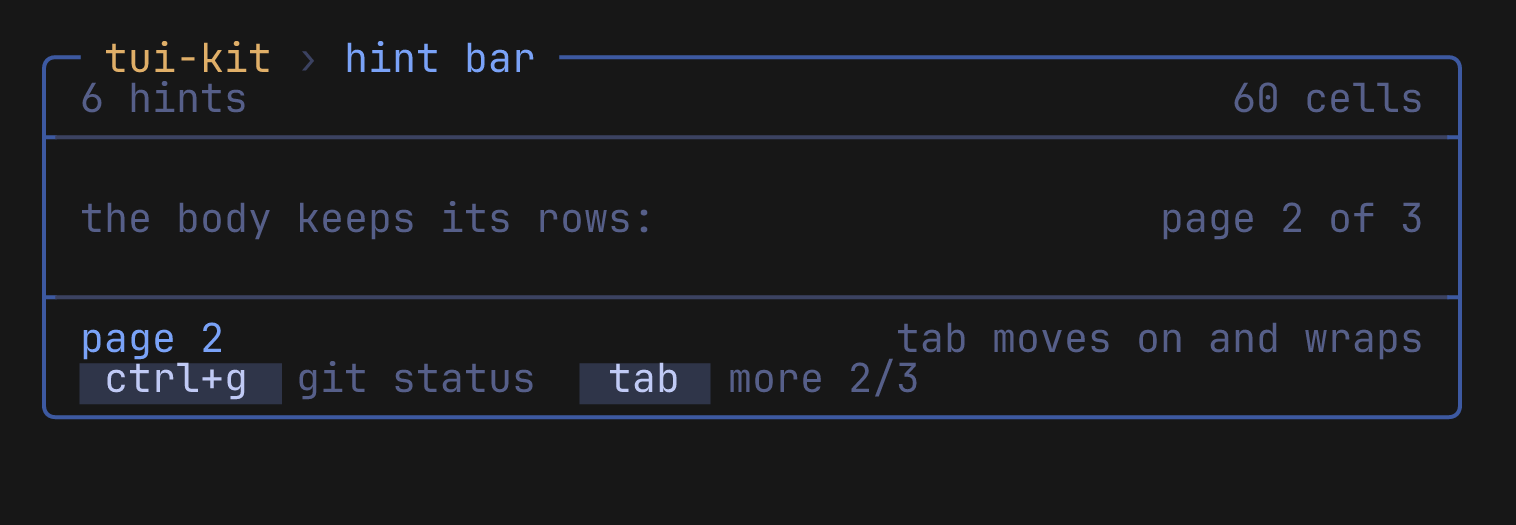 tui-kit › hint bar
6 hints 60 cells
the body keeps its rows: page 2 of 3
page 2 tab moves on and wraps
ctrl+g git status tab more 2/3